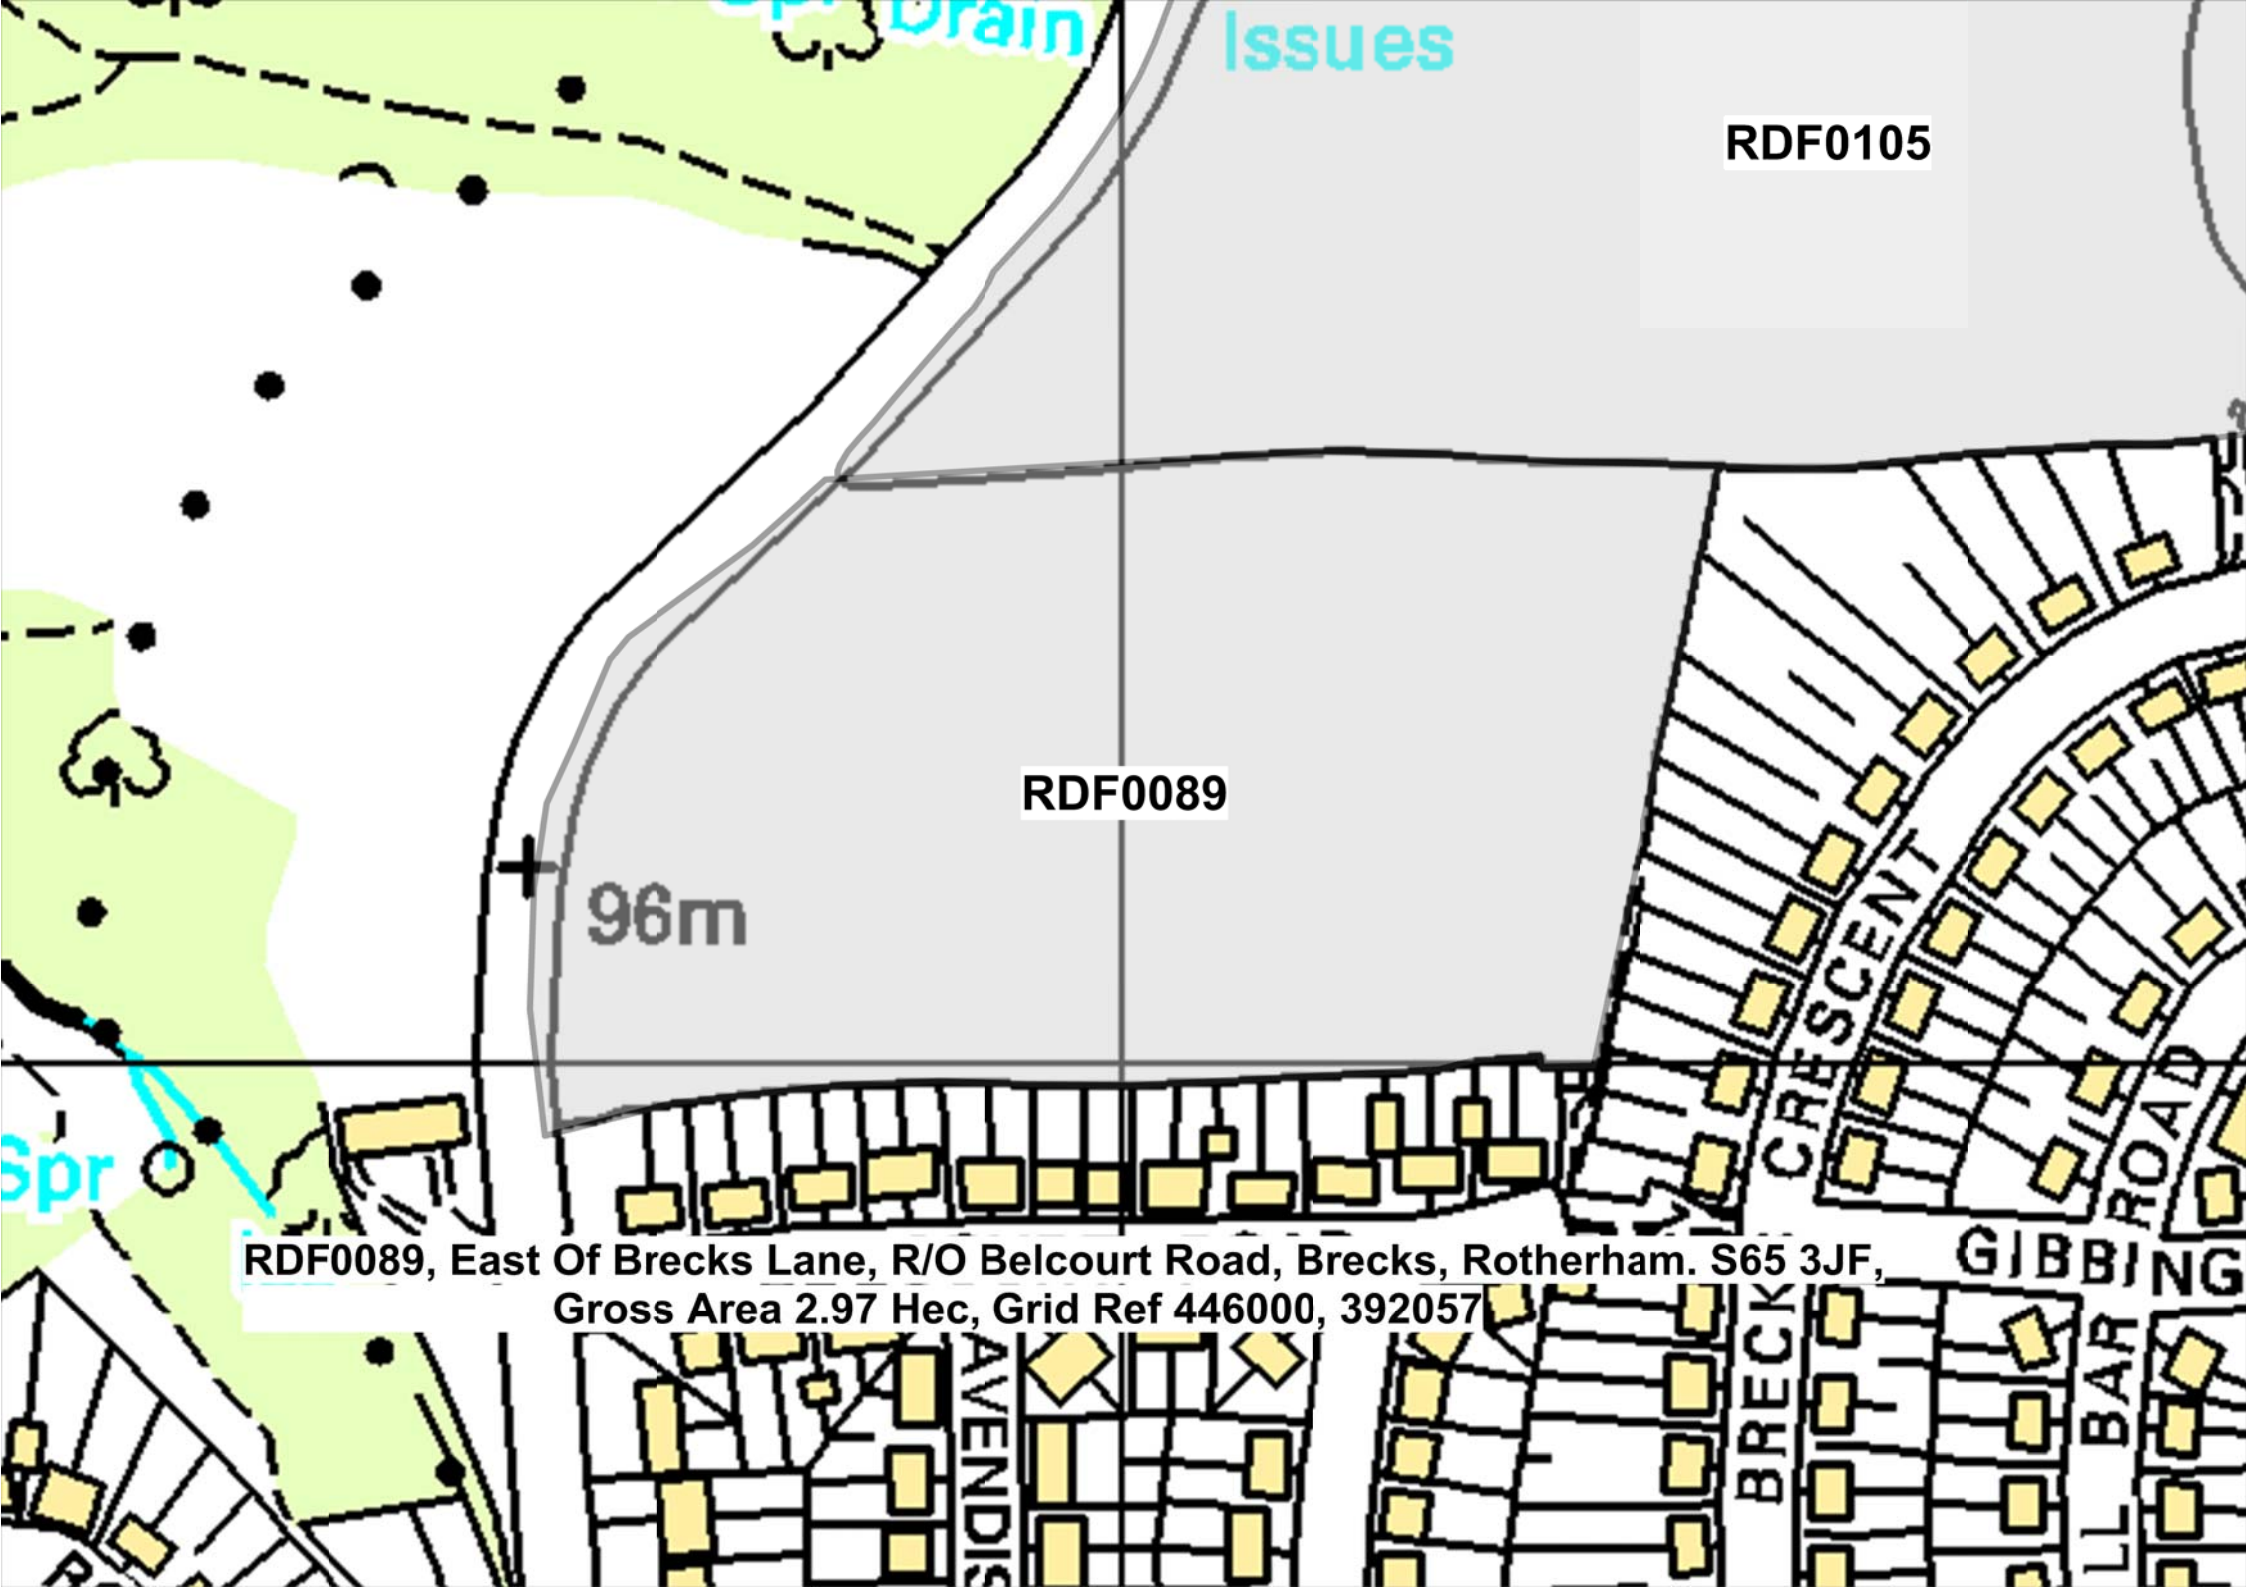 Drain
Issues
RDF0105
RDF0089
96m
CRESCENT
ROAD
Spr
RDF0089, East Of Brecks Lane, R/O Belcourt Road, Brecks, Rotherham. S65 3JF,
Gross Area 2.97 Hec, Grid Ref 446000, 392057
GIBBING
BRECK
AVENDIS
LL BAR